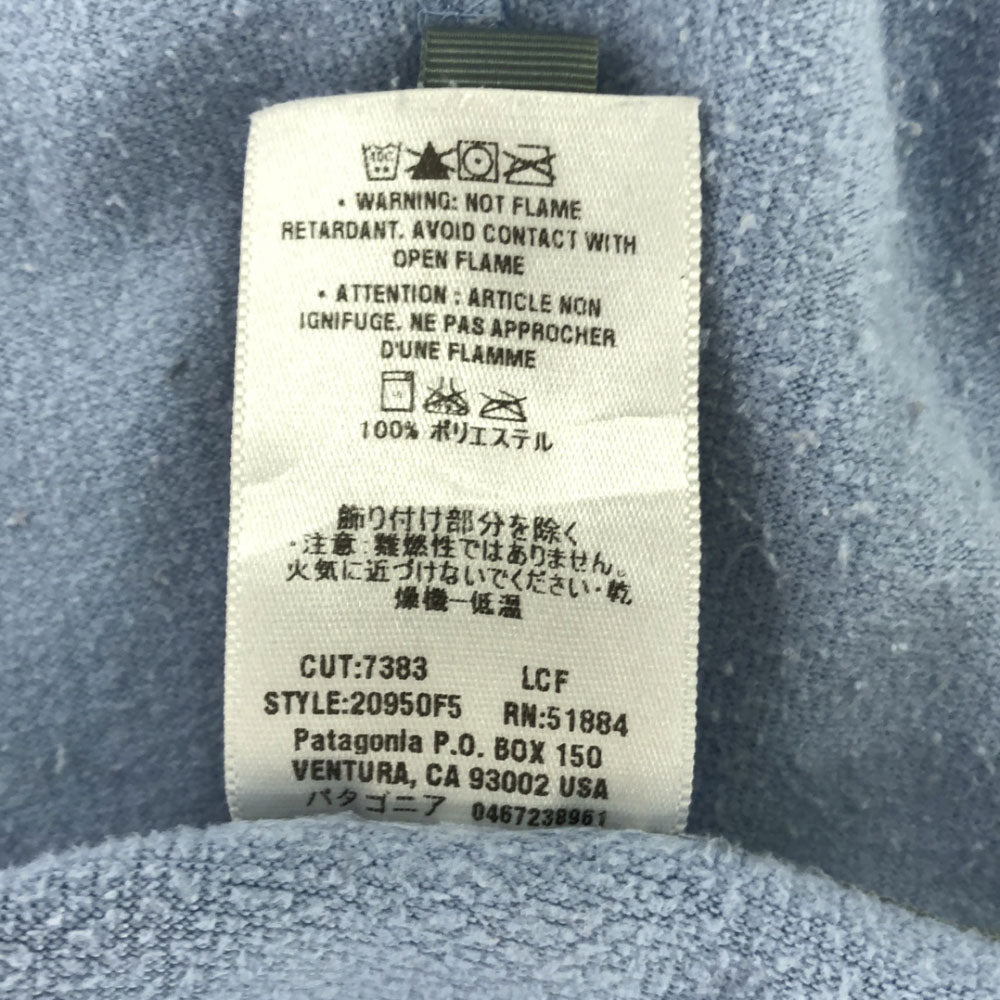 • WARNING: NOT FLAME
RETARDANT. AVOID CONTACT WITH
OPEN FLAME
• ATTENTION : ARTICLE NON
IGNIFUGE. NE PAS APPROCHER
D'UNE FLAMME
100% ポリエステル
飾り付け部分を除く
・注意：難燃性ではありません。
火気に近づけないでください・乾
燥機ー低温
CUT:7383 LCF
STYLE:20950F5 RN:51884
Patagonia P.O. BOX 150
VENTURA, CA 93002 USA
パタゴニア 0467238961